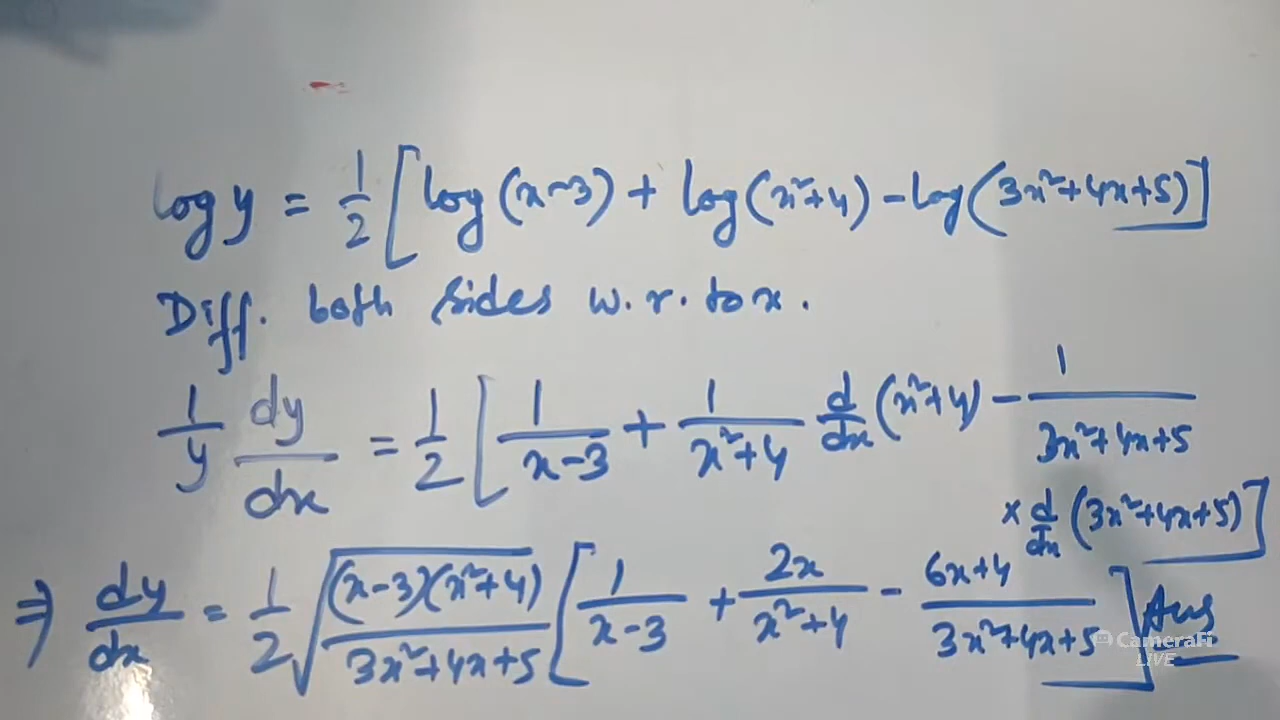 log y = 1/2 [log(x-3) + log(x²+4) - log(3x²+4x+5)]
Diff. both sides w.r.to x.
1/y dy/dx = 1/2 [1/(x-3) + 1/(x²+4) d/dx (x²+4) - 1/(3x²+4x+5)
× d/dx (3x²+4x+5)]
⇒ dy/dx = 1/2 √((x-3)(x²+4)/(3x²+4x+5)) [1/(x-3) + 2x/(x²+4) - (6x+4)/(3x²+4x+5)] Ans
CameraFi
LIVE